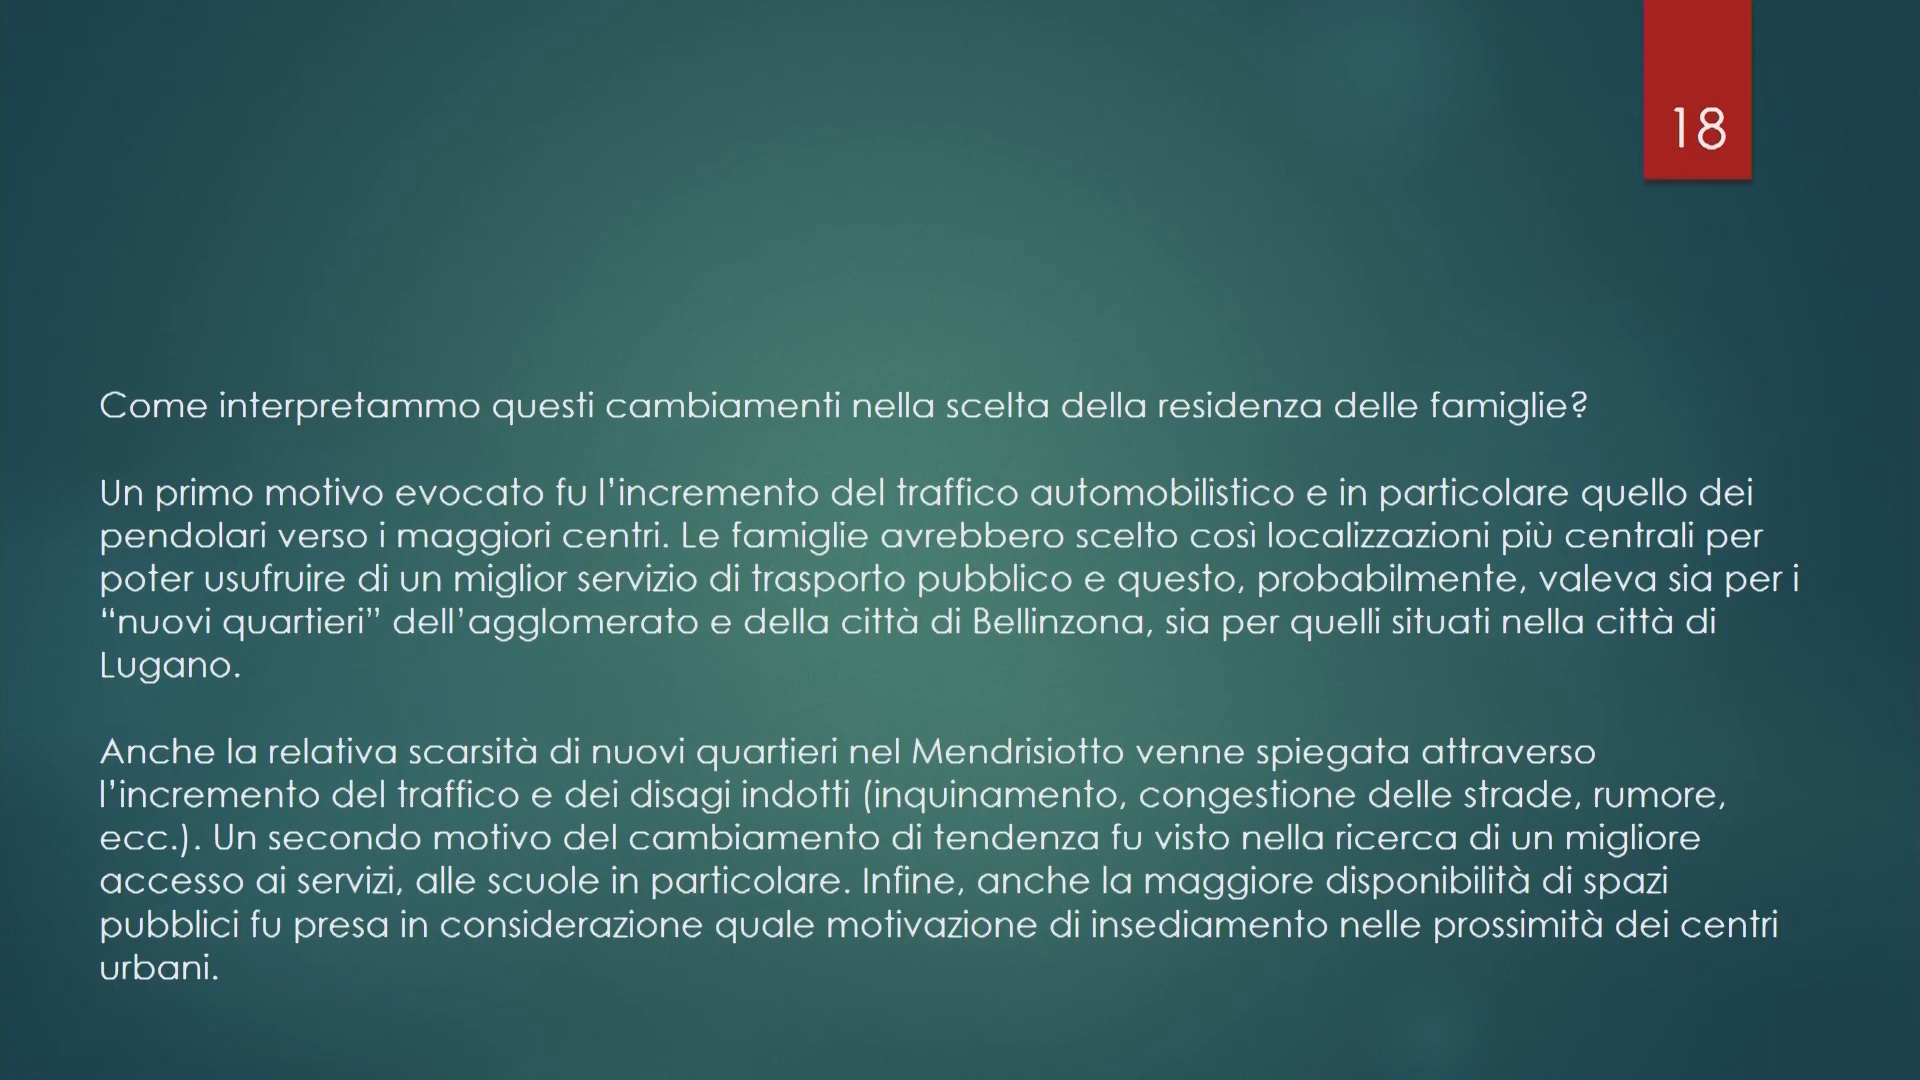 18
Come interpretammo questi cambiamenti nella scelta della residenza delle famiglie?
Un primo motivo evocato fu l’incremento del traffico automobilistico e in particolare quello dei
pendolari verso i maggiori centri. Le famiglie avrebbero scelto così localizzazioni più centrali per
poter usufruire di un miglior servizio di trasporto pubblico e questo, probabilmente, valeva sia per i
“nuovi quartieri” dell’agglomerato e della città di Bellinzona, sia per quelli situati nella città di
Lugano.
Anche la relativa scarsità di nuovi quartieri nel Mendrisiotto venne spiegata attraverso
l’incremento del traffico e dei disagi indotti (inquinamento, congestione delle strade, rumore,
ecc.). Un secondo motivo del cambiamento di tendenza fu visto nella ricerca di un migliore
accesso ai servizi, alle scuole in particolare. Infine, anche la maggiore disponibilità di spazi
pubblici fu presa in considerazione quale motivazione di insediamento nelle prossimità dei centri
urbani.